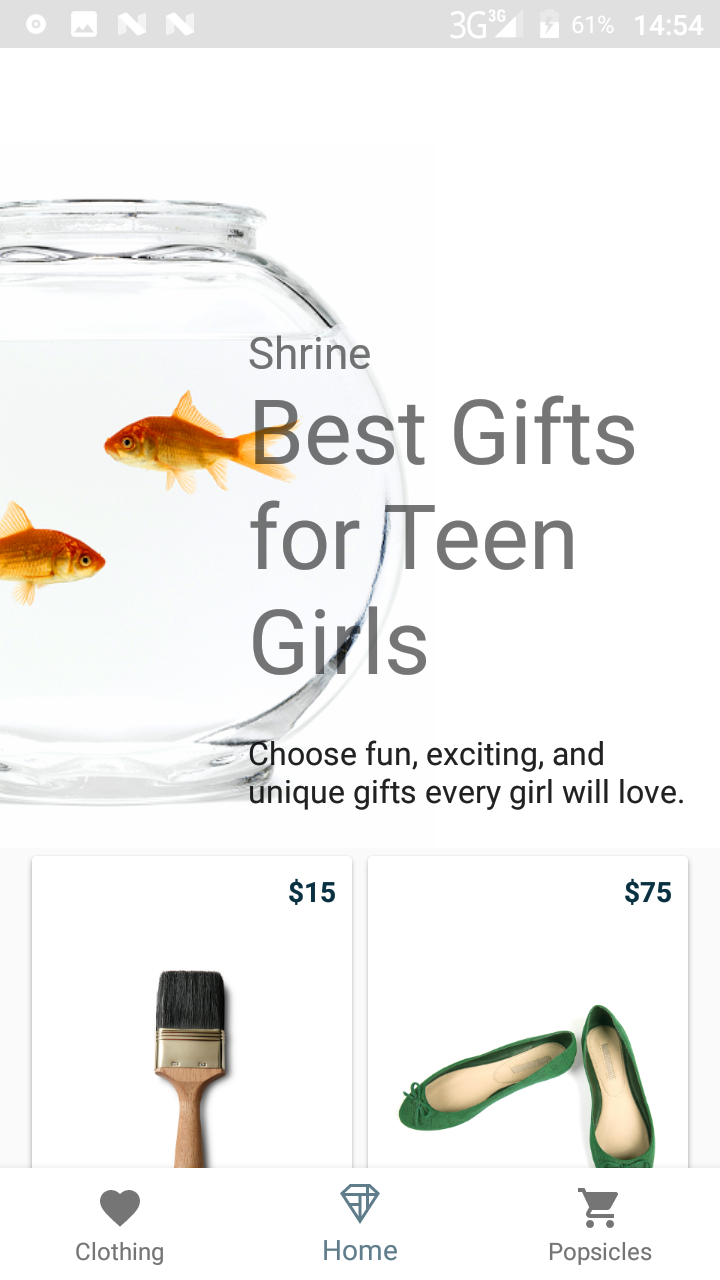 3G 3G 61% 14:54
Shrine
Best Gifts
for Teen
Girls
Choose fun, exciting, and
unique gifts every girl will love.
$15 $75
Clothing Home Popsicles